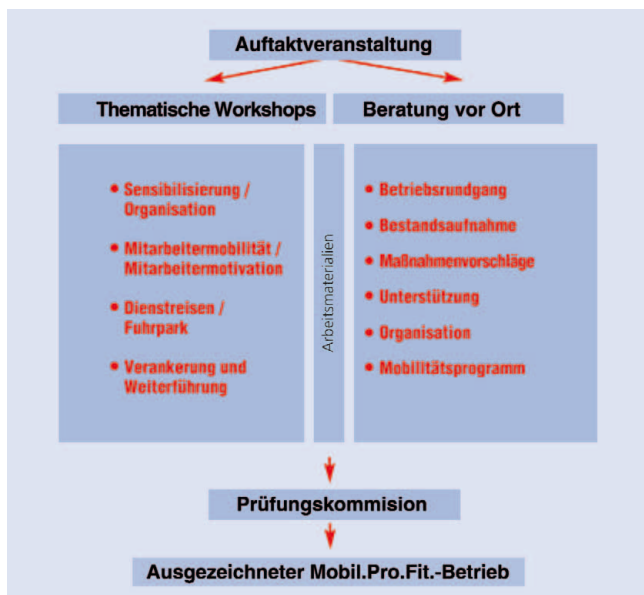 Auftaktveranstaltung
Thematische Workshops
Beratung vor Ort
• Sensibilisierung /
Organisation
• Mitarbeitermobilität /
Mitarbeitermotivation
• Dienstreisen /
Fuhrpark
• Verankerung und
Weiterführung
Arbeitsmaterialien
• Betriebsrundgang
• Bestandsaufnahme
• Maßnahmenvorschläge
• Unterstützung
• Organisation
• Mobilitätsprogramm
Prüfungskommision
Ausgezeichneter Mobil.Pro.Fit.-Betrieb